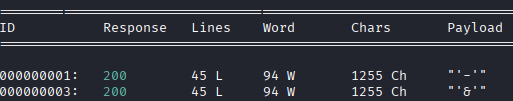 ID Response Lines Word Chars Payload
000000001: 200 45 L 94 W 1255 Ch "'-'"
000000003: 200 45 L 94 W 1255 Ch "'&'"